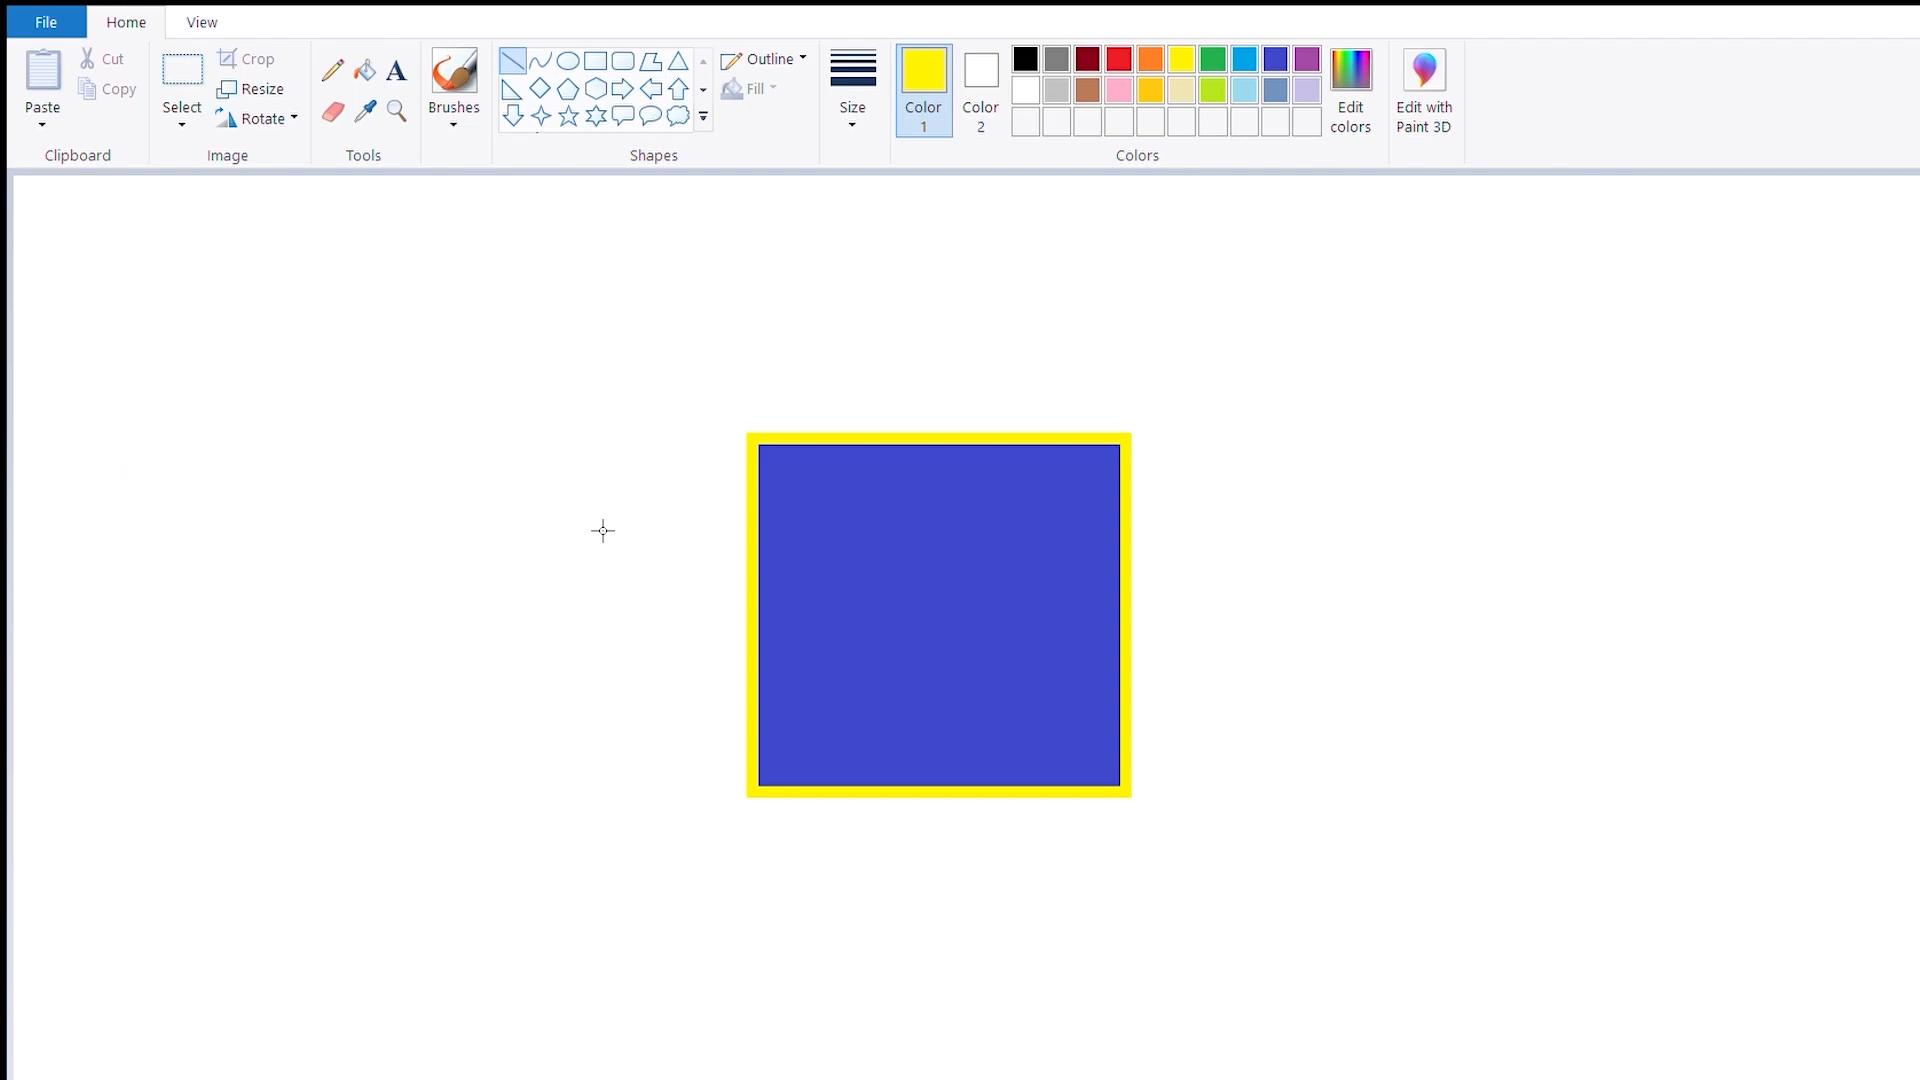 File Home View
Paste
Cut
Copy
Clipboard
Select
Crop
Resize
Rotate
Image
A
Tools
Brushes
Outline
Fill
Shapes
Size
Color
1
Color
2
Edit
colors
Colors
Edit with
Paint 3D